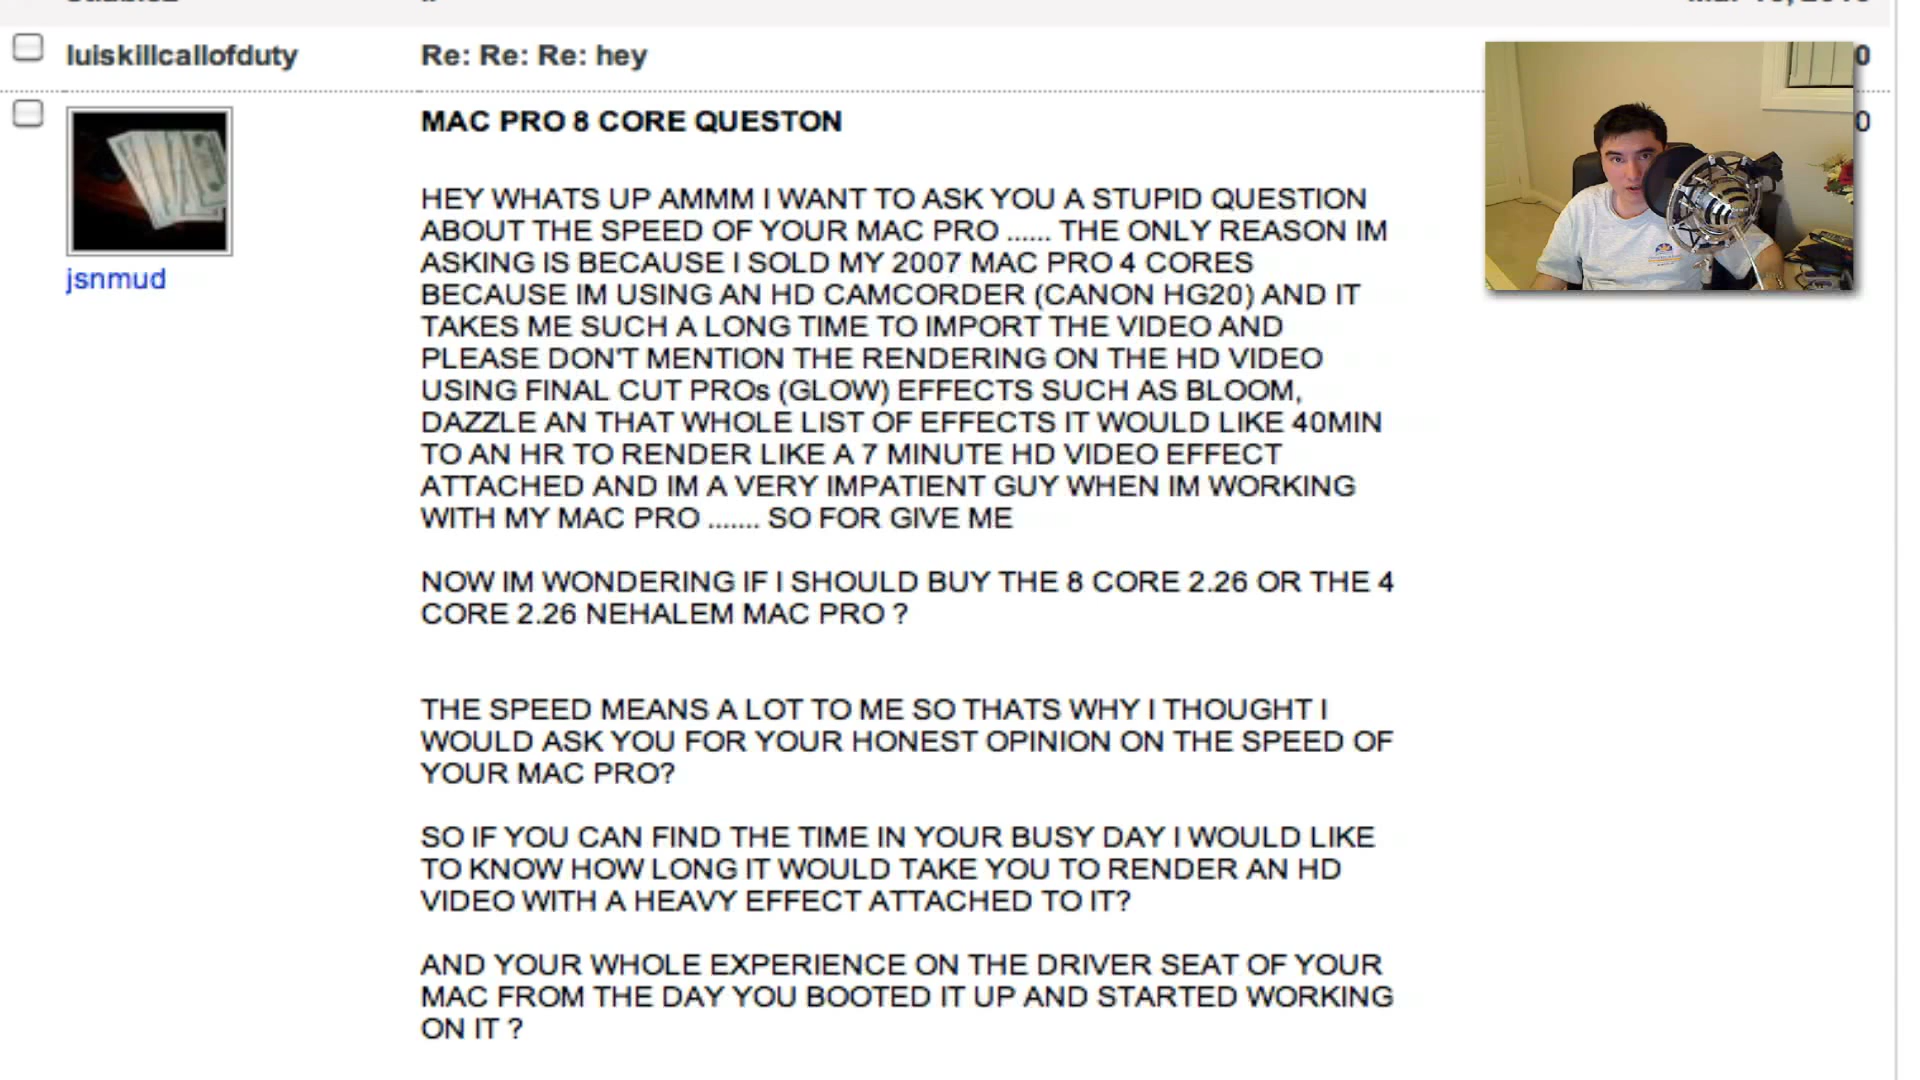 luiskillcallofduty
Re: Re: Re: hey
0
MAC PRO 8 CORE QUESTON
0
HEY WHATS UP AMMM I WANT TO ASK YOU A STUPID QUESTION
ABOUT THE SPEED OF YOUR MAC PRO ...... THE ONLY REASON IM
ASKING IS BECAUSE I SOLD MY 2007 MAC PRO 4 CORES
BECAUSE IM USING AN HD CAMCORDER (CANON HG20) AND IT
TAKES ME SUCH A LONG TIME TO IMPORT THE VIDEO AND
PLEASE DON'T MENTION THE RENDERING ON THE HD VIDEO
USING FINAL CUT PROs (GLOW) EFFECTS SUCH AS BLOOM,
DAZZLE AN THAT WHOLE LIST OF EFFECTS IT WOULD LIKE 40MIN
TO AN HR TO RENDER LIKE A 7 MINUTE HD VIDEO EFFECT
ATTACHED AND IM A VERY IMPATIENT GUY WHEN IM WORKING
WITH MY MAC PRO ....... SO FOR GIVE ME
jsnmud
NOW IM WONDERING IF I SHOULD BUY THE 8 CORE 2.26 OR THE 4
CORE 2.26 NEHALEM MAC PRO ?
THE SPEED MEANS A LOT TO ME SO THATS WHY I THOUGHT I
WOULD ASK YOU FOR YOUR HONEST OPINION ON THE SPEED OF
YOUR MAC PRO?
SO IF YOU CAN FIND THE TIME IN YOUR BUSY DAY I WOULD LIKE
TO KNOW HOW LONG IT WOULD TAKE YOU TO RENDER AN HD
VIDEO WITH A HEAVY EFFECT ATTACHED TO IT?
AND YOUR WHOLE EXPERIENCE ON THE DRIVER SEAT OF YOUR
MAC FROM THE DAY YOU BOOTED IT UP AND STARTED WORKING
ON IT ?